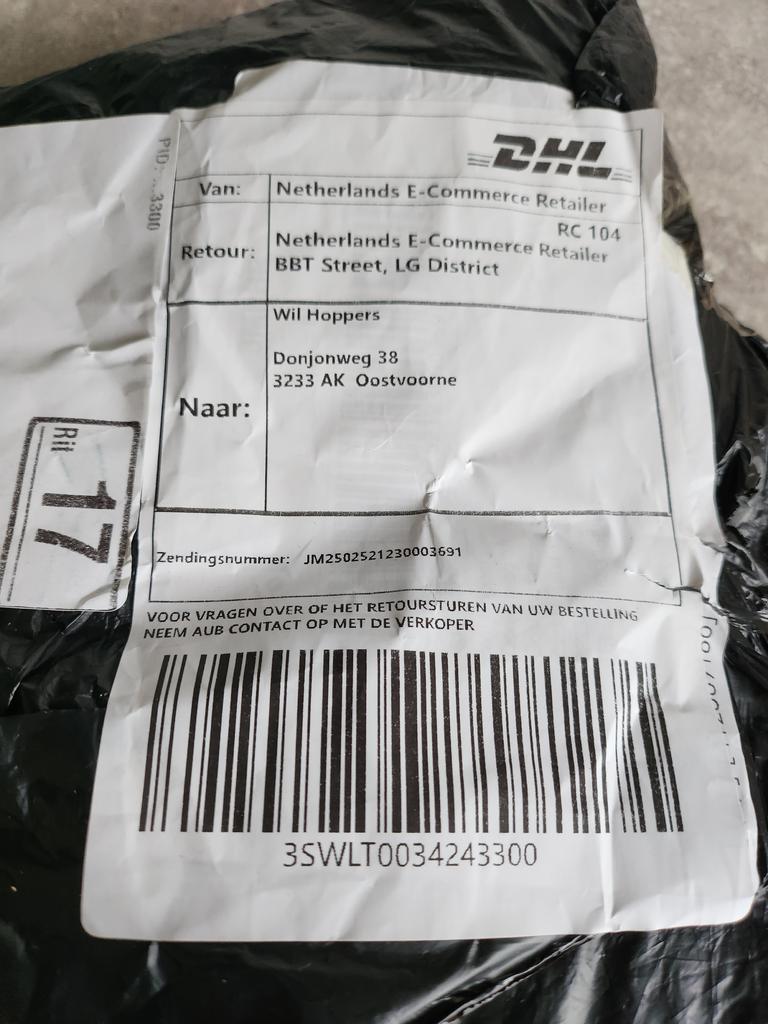 DHL
Van: Netherlands E-Commerce Retailer
RC 104
Retour: Netherlands E-Commerce Retailer
BBT Street, LG District
Naar: Wil Hoppers
Donjonweg 38
3233 AK Oostvoorne
Zendingsnummer: JM2502521230003691
VOOR VRAGEN OVER OF HET RETOURSTUREN VAN UW BESTELLING
NEEM AUB CONTACT OP MET DE VERKOPER
3SWLT0034243300
Rit 17